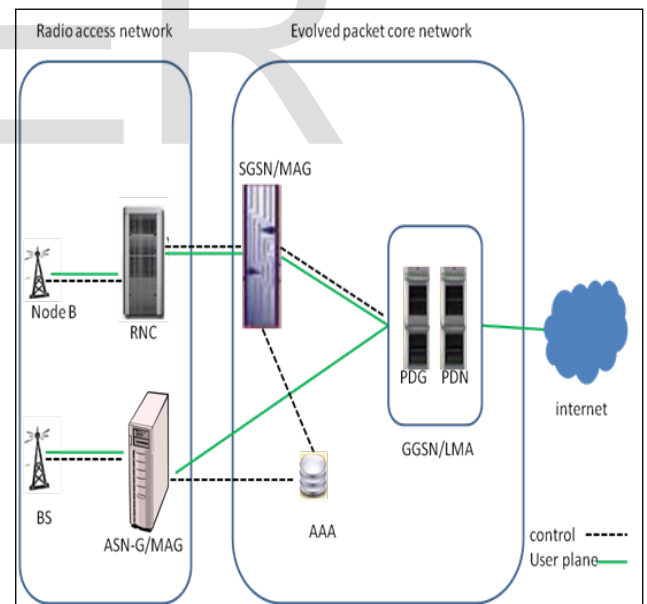 Radio access network
Evolved packet core network
SGSN/MAG
Node B
RNC
PDG
PDN
GGSN/LMA
internet
BS
ASN-G/MAG
AAA
control
User plane
ER